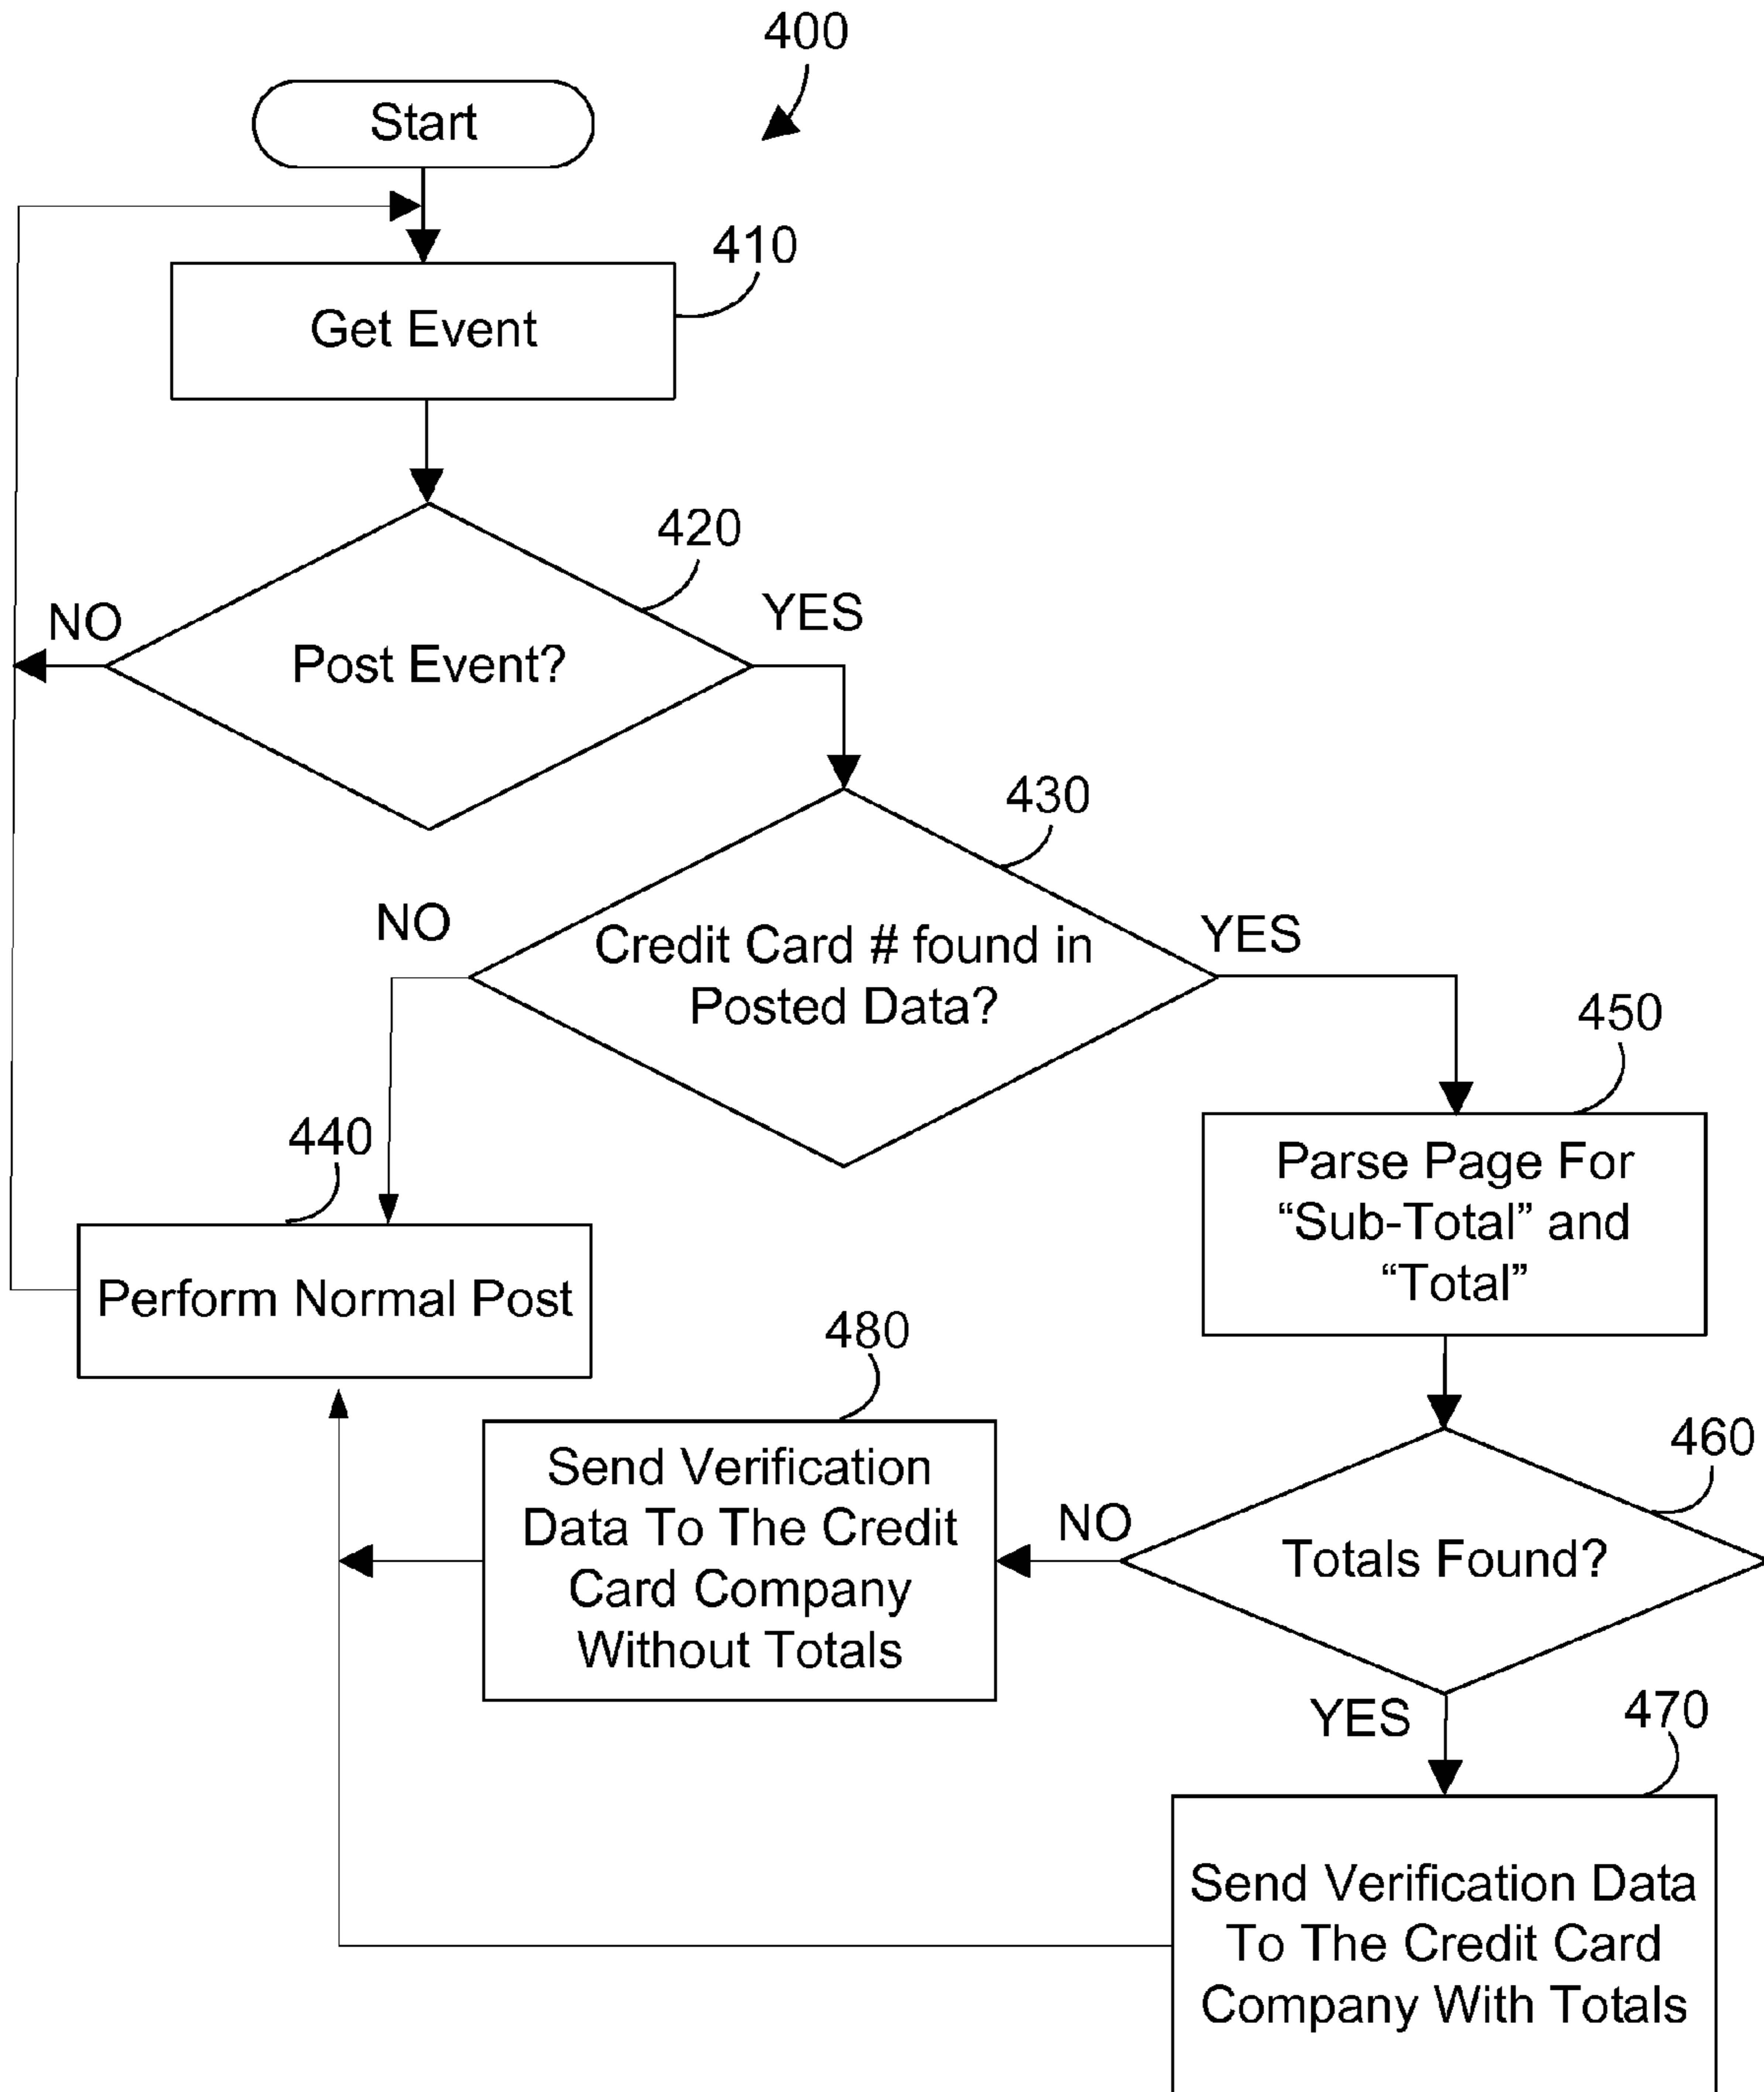 400
Start
410
Get Event
420
NO
YES
Post Event?
430
NO
YES
Credit Card # found in
Posted Data?
450
440
Parse Page For
“Sub-Total” and
“Total”
Perform Normal Post
480
460
Send Verification
Data To The Credit
Card Company
Without Totals
NO
Totals Found?
YES
470
Send Verification Data
To The Credit Card
Company With Totals